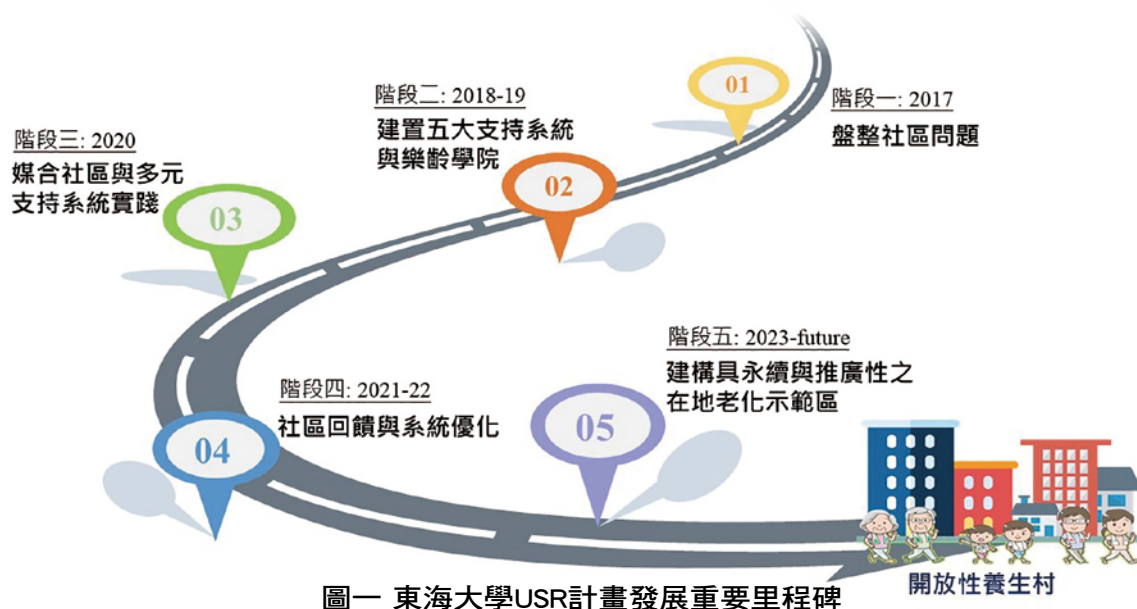 01
階段一: 2017
盤整社區問題
階段二: 2018-19
建置五大支持系統
與樂齡學院
02
階段三: 2020
媒合社區與多元
支持系統實踐
03
階段四: 2021-22
社區回饋與系統優化
04
階段五: 2023-future
建構具永續與推廣性之
在地老化示範區
05
開放性養生村
圖一 東海大學USR計畫發展重要里程碑